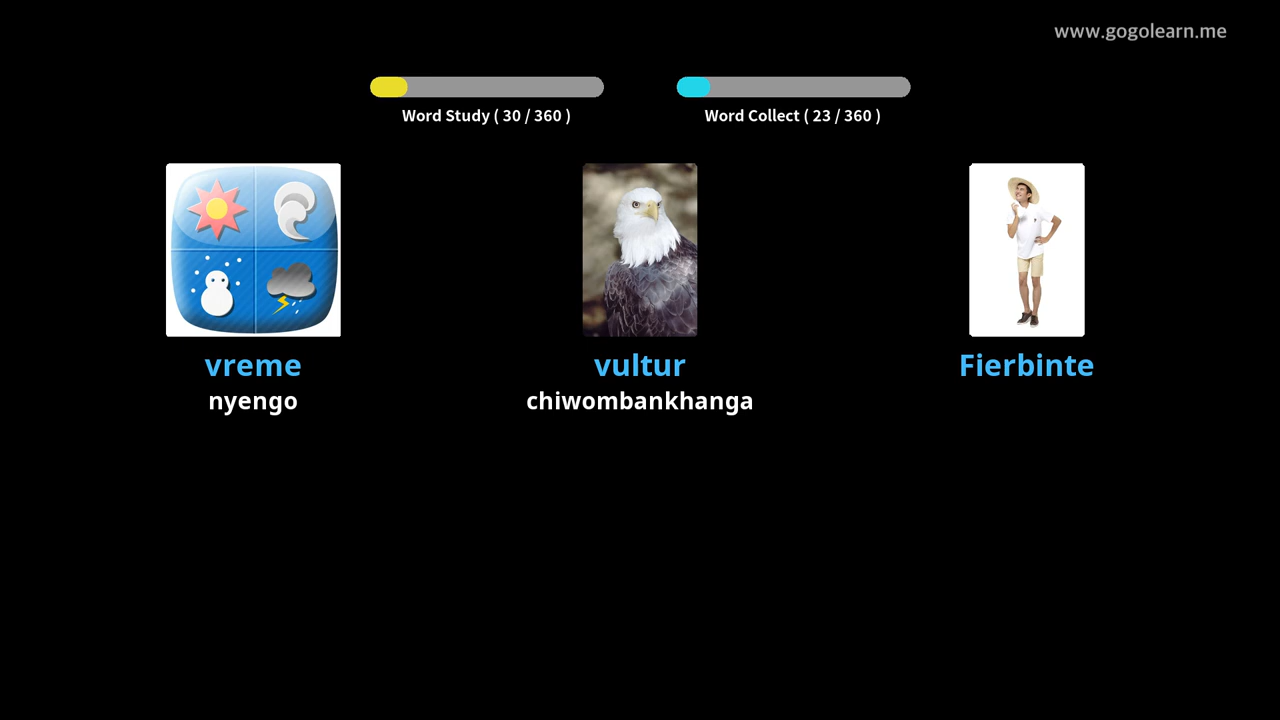 www.gogolearn.me
Word Study ( 30 / 360 )
Word Collect ( 23 / 360 )
vreme
vultur
Fierbinte
nyengo
chiwombankhanga